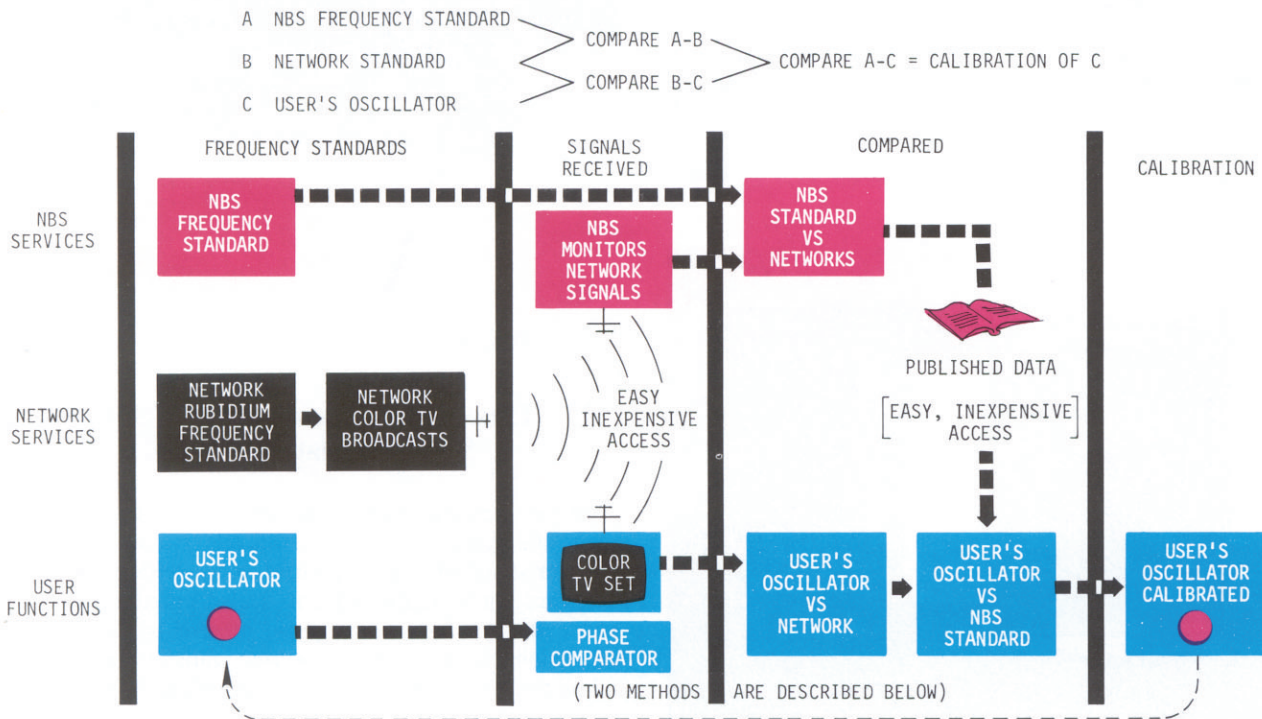 A NBS FREQUENCY STANDARD
B NETWORK STANDARD
C USER'S OSCILLATOR
COMPARE A-B
COMPARE B-C
COMPARE A-C = CALIBRATION OF C
FREQUENCY STANDARDS
SIGNALS
RECEIVED
COMPARED
CALIBRATION
NBS
SERVICES
NBS
FREQUENCY
STANDARD
NBS
MONITORS
NETWORK
SIGNALS
NBS
STANDARD
VS
NETWORKS
PUBLISHED DATA
[EASY, INEXPENSIVE
ACCESS]
NETWORK
SERVICES
NETWORK
RUBIDIUM
FREQUENCY
STANDARD
NETWORK
COLOR TV
BROADCASTS
EASY
INEXPENSIVE
ACCESS
USER
FUNCTIONS
USER'S
OSCILLATOR
COLOR
TV SET
PHASE
COMPARATOR
USER'S
OSCILLATOR
VS
NETWORK
USER'S
OSCILLATOR
VS
NBS
STANDARD
USER'S
OSCILLATOR
CALIBRATED
(TWO METHODS ARE DESCRIBED BELOW)